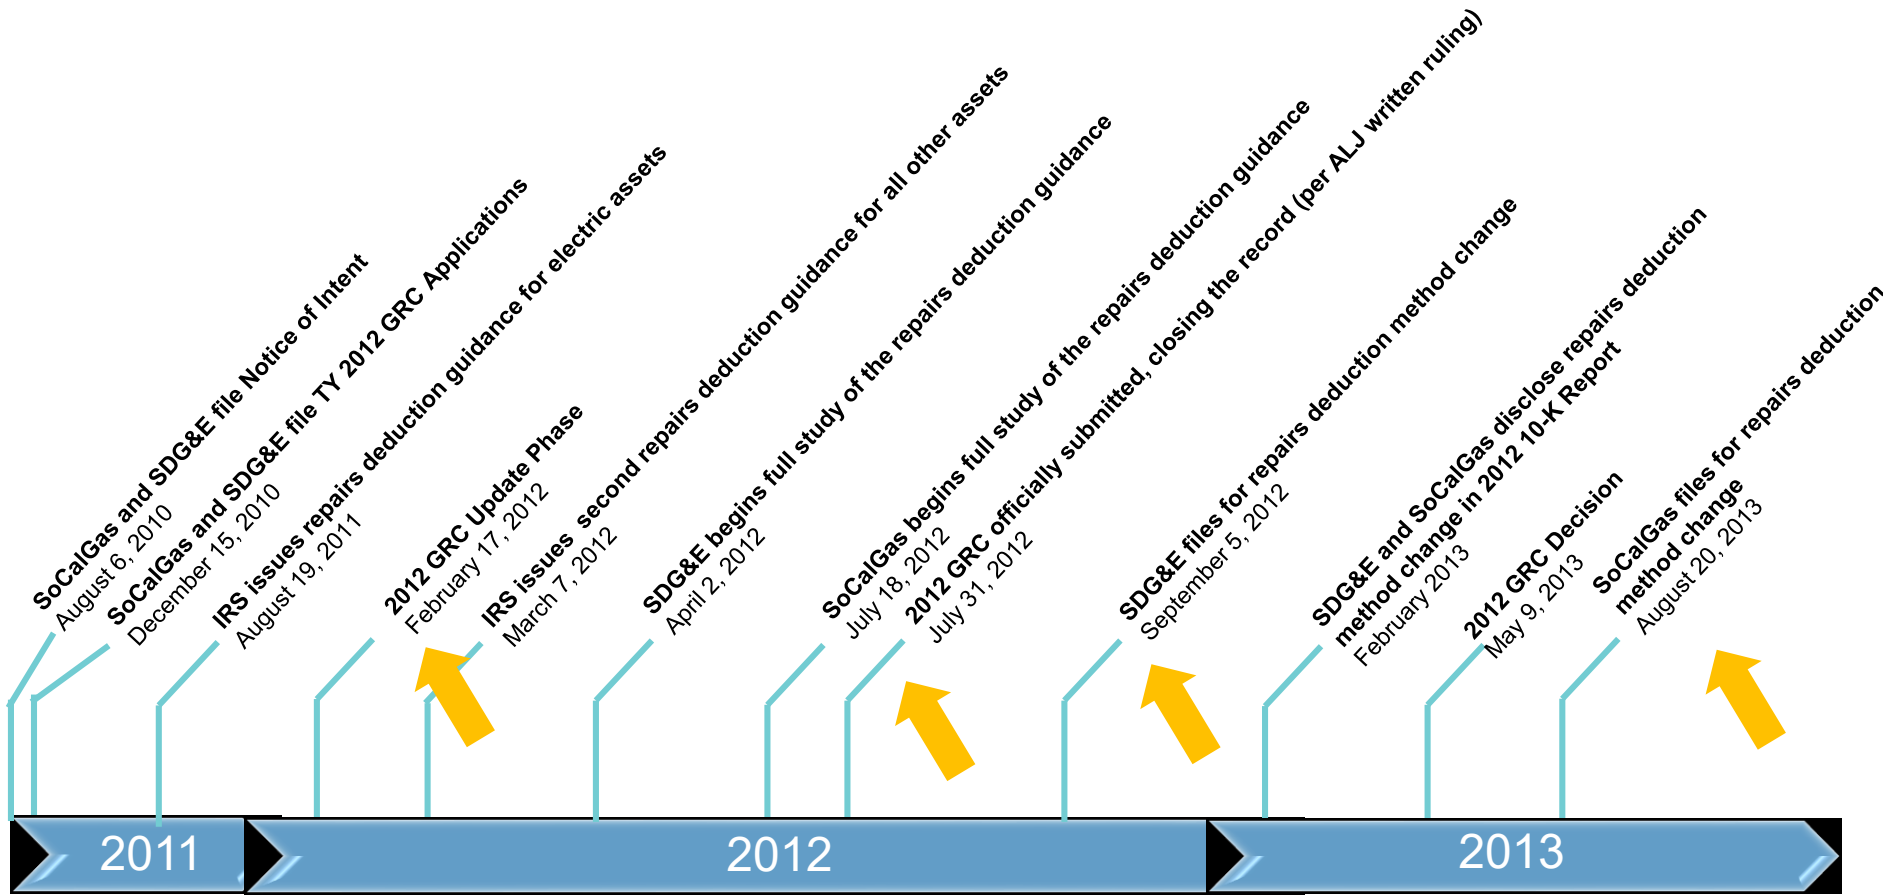 SoCalGas and SDG&E file Notice of Intent
August 6, 2010
SoCalGas and SDG&E file TY 2012 GRC Applications
December 15, 2010
IRS issues repairs deduction guidance for electric assets
August 19, 2011
2012 GRC Update Phase
February 17, 2012
IRS issues second repairs deduction guidance for all other assets
March 7, 2012
SDG&E begins full study of the repairs deduction guidance
April 2, 2012
SoCalGas begins full study of the repairs deduction guidance
July 18, 2012
2012 GRC officially submitted, closing the record (per ALJ written ruling)
July 31, 2012
SDG&E files for repairs deduction method change
September 5, 2012
SDG&E and SoCalGas disclose repairs deduction
method change in 2012 10-K Report
February 2013
2012 GRC Decision
May 9, 2013
SoCalGas files for repairs deduction
method change
August 20, 2013
2011
2012
2013